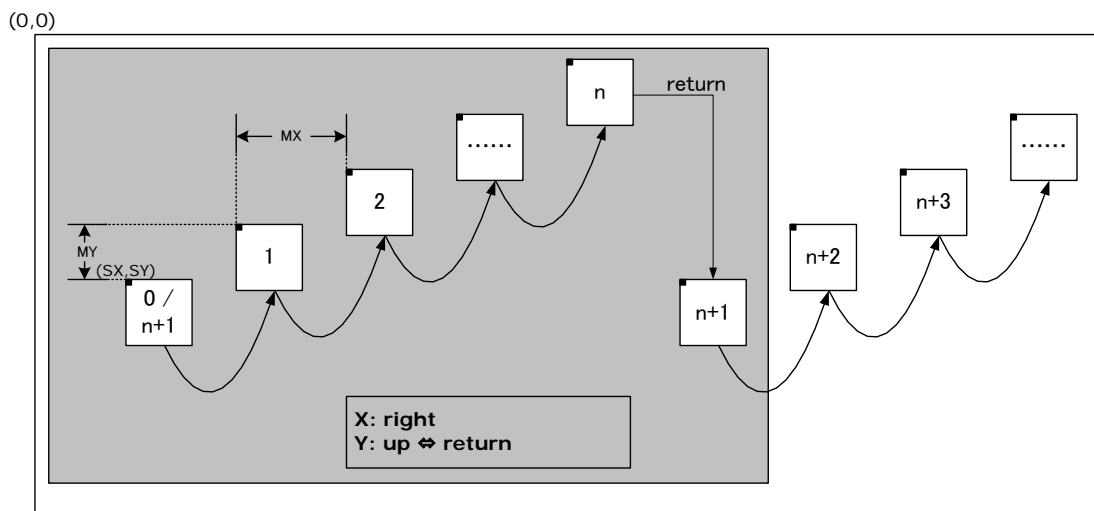 (0,0)
n
return
MX
......
......
2
n+3
MY
1
n+2
(SX,SY)
0 /
n+1
n+1
X: right
Y: up ⇔ return